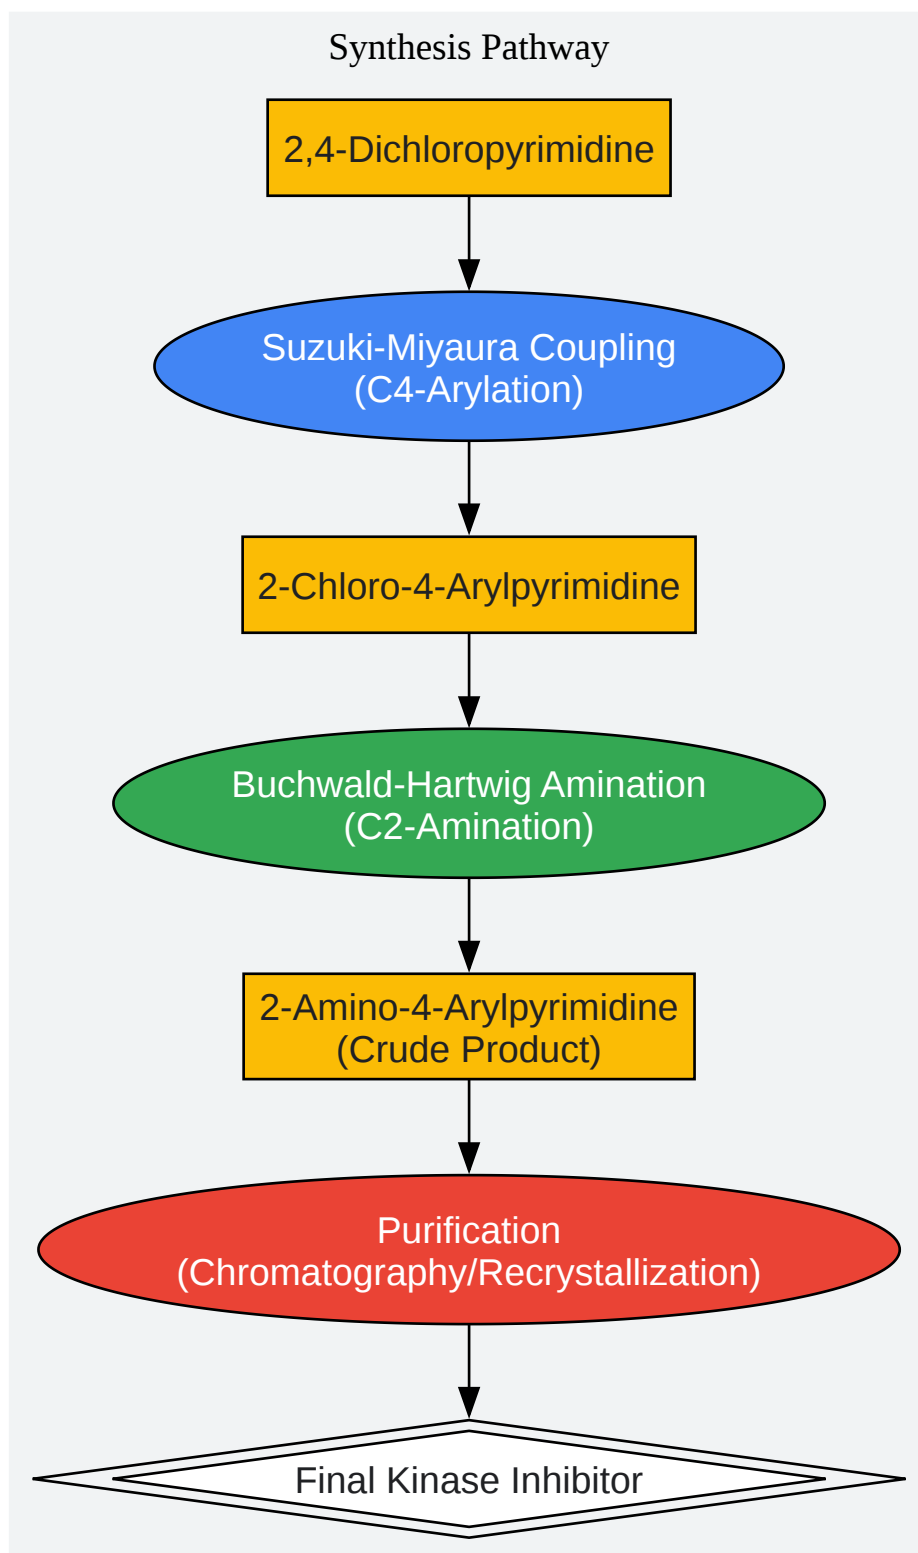 Synthesis Pathway
2,4-Dichloropyrimidine
Suzuki-Miyaura Coupling
(C4-Arylation)
2-Chloro-4-Arylpyrimidine
Buchwald-Hartwig Amination
(C2-Amination)
2-Amino-4-Arylpyrimidine
(Crude Product)
Purification
(Chromatography/Recrystallization)
Final Kinase Inhibitor